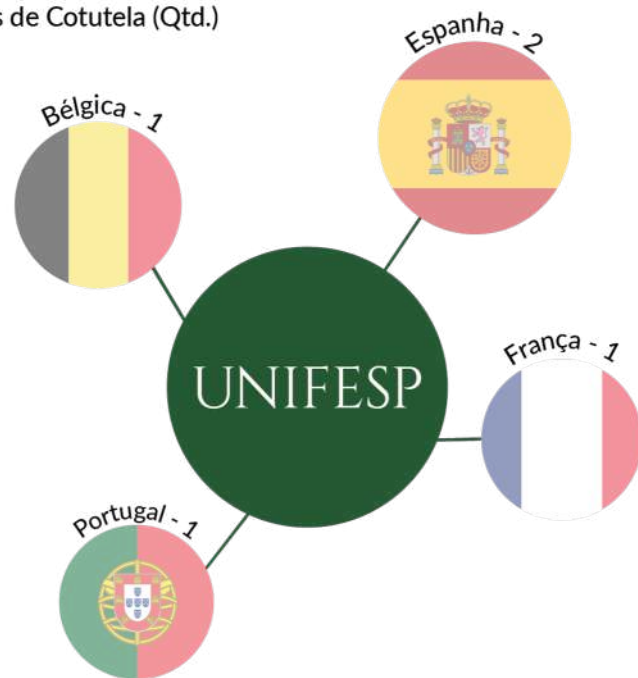 s de Cotutela (Qtd.)
Espanha - 2
Bélgica - 1
França - 1
UNIFESP
Portugal - 1